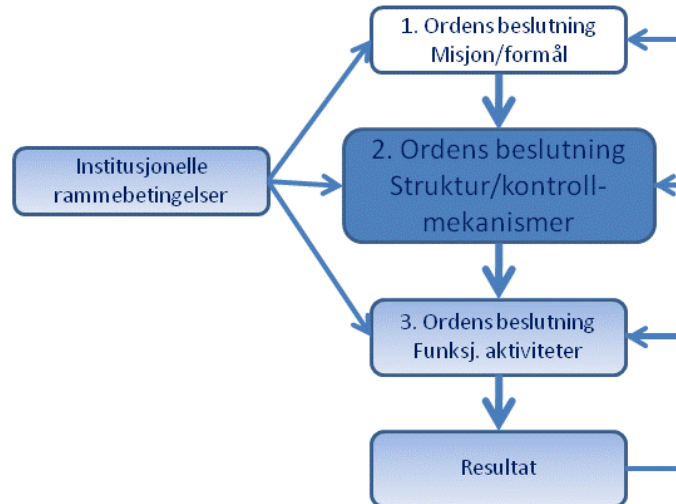 1. Ordens beslutning
Misjon/formål
Institusjonelle
rammebetingelser
2. Ordens beslutning
Struktur/kontroll-
mekanismer
3. Ordens beslutning
Funksj. aktiviteter
Resultat